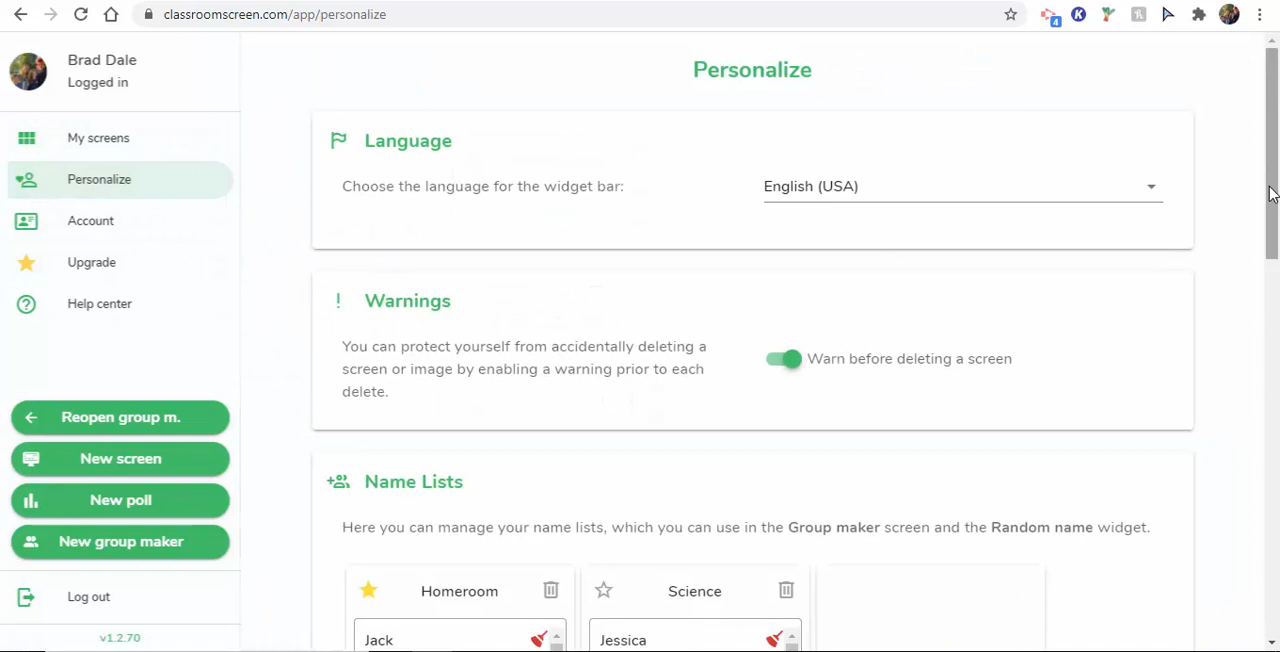 classroomscreen.com/app/personalize
4
K
Brad Dale
Logged in
My screens
Personalize
Account
Upgrade
Help center
Reopen group m.
New screen
New poll
New group maker
Log out
v1.2.70
Personalize
Language
Choose the language for the widget bar:
English (USA)
Warnings
You can protect yourself from accidentally deleting a
screen or image by enabling a warning prior to each
delete.
Warn before deleting a screen
Name Lists
Here you can manage your name lists, which you can use in the Group maker screen and the Random name widget.
Homeroom
Science
Jack
Jessica